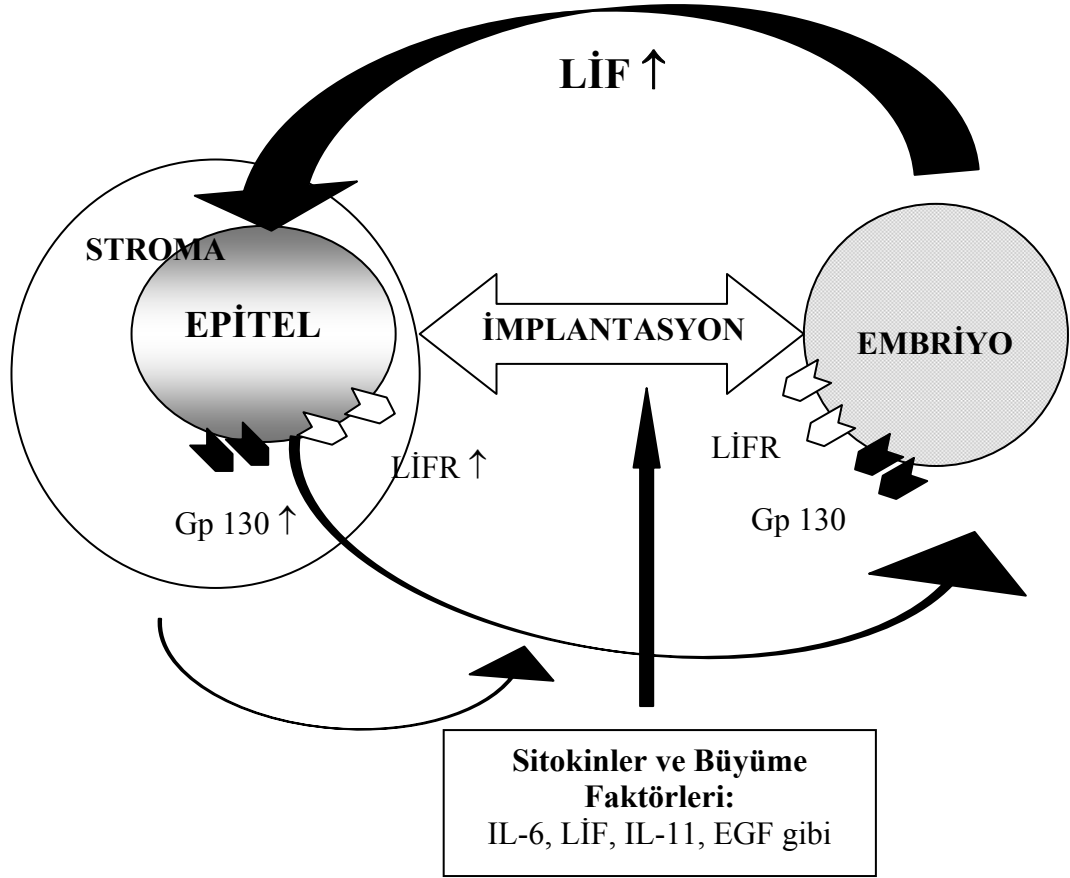 LİF ↑
STROMA
EPİTEL
İMPLANTASYON
EMBRİYO
LİFR ↑
LİFR
Gp 130 ↑
Gp 130
Sitokinler ve Büyüme
Faktörleri:
IL-6, LİF, IL-11, EGF gibi